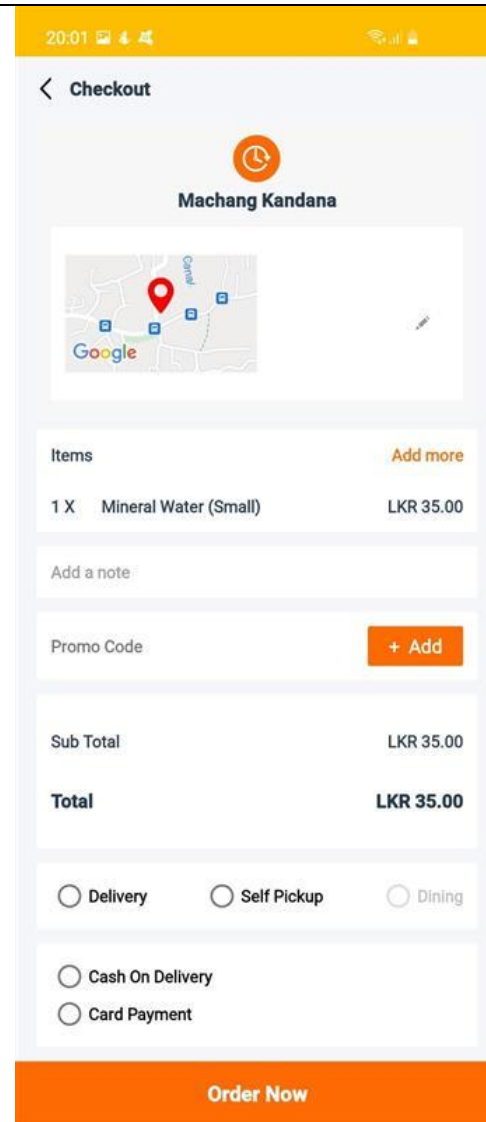 20:01
Checkout
Machang Kandana
Canal
Google
Items Add more
1 X Mineral Water (Small) LKR 35.00
Add a note
Promo Code + Add
Sub Total LKR 35.00
Total LKR 35.00
Delivery Self Pickup Dining
Cash On Delivery
Card Payment
Order Now